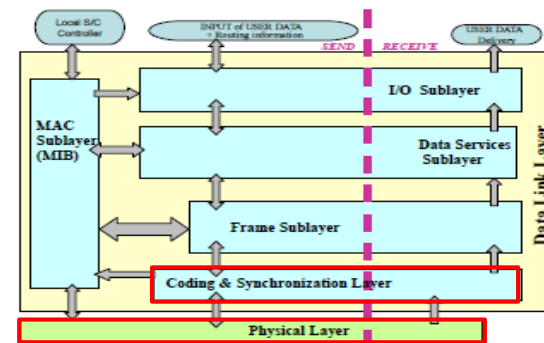 Local S/C
Controller
INPUT of USER DATA
+ Routing information
USER DATA
Delivery
SEND
RECEIVE
I/O Sublayer
MAC
Sublayer
(MIB)
Data Services
Sublayer
Frame Sublayer
Coding & Synchronization Layer
Physical Layer
Data Link Layer